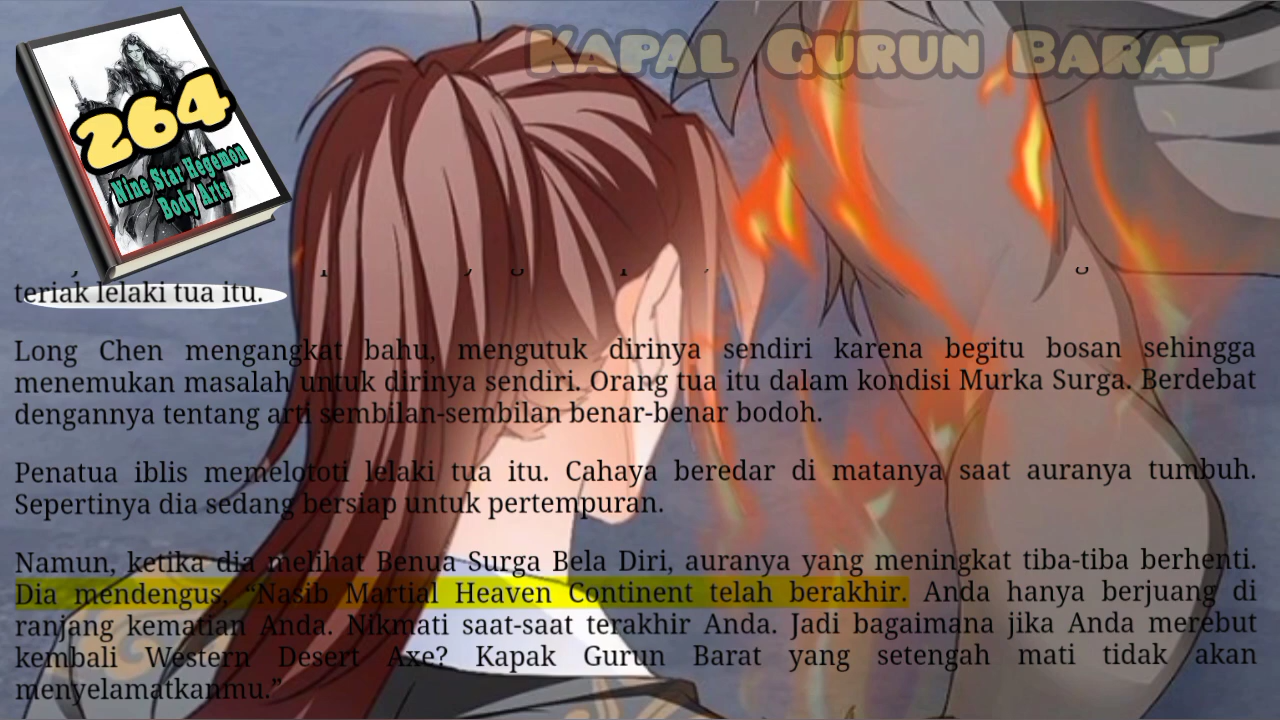 KAPAL GURUN BARAT
264
Nine Star Hegemon
Body Arts
teriak lelaki tua itu.
Long Chen mengangkat bahu, mengutuk dirinya sendiri karena begitu bosan sehingga
menemukan masalah untuk dirinya sendiri. Orang tua itu dalam kondisi Murka Surga. Berdebat
dengannya tentang arti sembilan-sembilan benar-benar bodoh.
Penatua iblis memelototi lelaki tua itu. Cahaya beredar di matanya saat auranya tumbuh.
Sepertinya dia sedang bersiap untuk pertempuran.
Namun, ketika dia melihat Benua Surga Bela Diri, auranya yang meningkat tiba-tiba berhenti.
Dia mendengus, “Nasib Martial Heaven Continent telah berakhir. Anda hanya berjuang di
ranjang kematian Anda. Nikmati saat-saat terakhir Anda. Jadi bagaimana jika Anda merebut
kembali Western Desert Axe? Kapak Gurun Barat yang setengah mati tidak akan
menyelamatkanmu.”